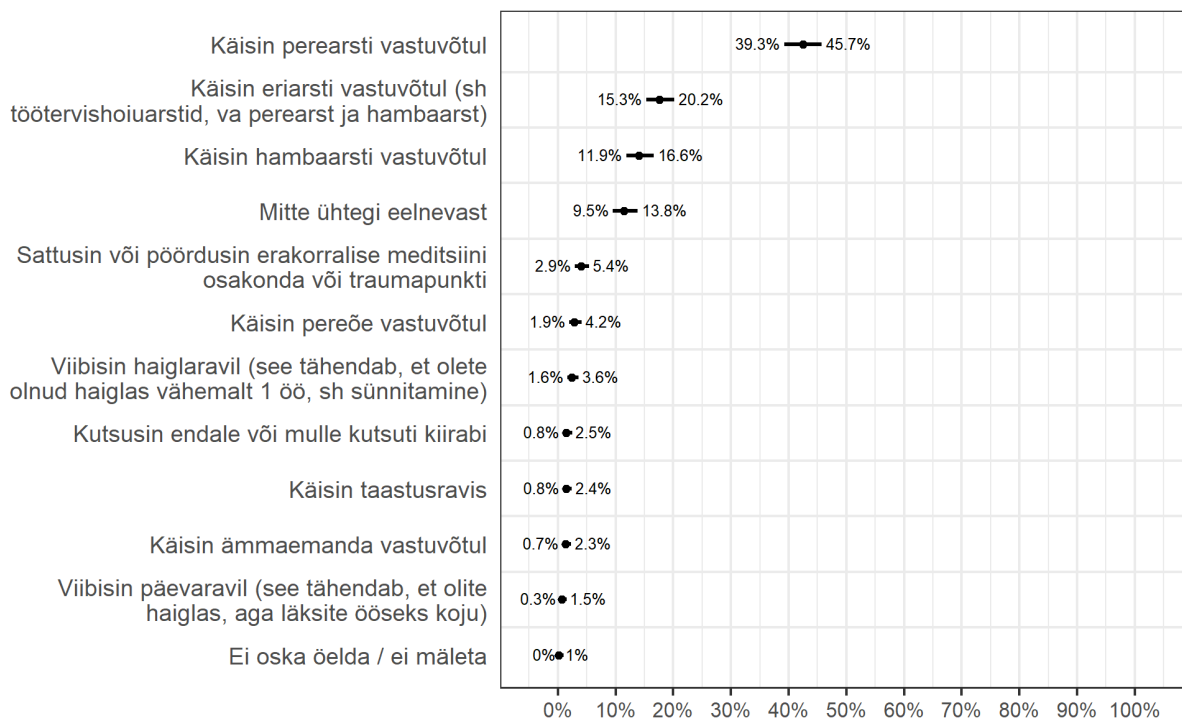 Käisin perearsti vastuvõtul
39.3% 45.7%
Käisin eriarsti vastuvõtul (sh
töötervishoiuarstid, va perearst ja hambaarst)
15.3% 20.2%
Käisin hambaarsti vastuvõtul
11.9% 16.6%
Mitte ühtegi eelnevast
9.5% 13.8%
Sattusin või pöördusin erakorralise meditsiini
osakonda või traumapunkti
2.9% 5.4%
Käisin pereõe vastuvõtul
1.9% 4.2%
Viibisin haiglaravil (see tähendab, et olete
olnud haiglas vähemalt 1 öö, sh sünnitamine)
1.6% 3.6%
Kutsusin endale või mulle kutsuti kiirabi
0.8% 2.5%
Käisin taastusravis
0.8% 2.4%
Käisin ämmaemanda vastuvõtul
0.7% 2.3%
Viibisin päevaravil (see tähendab, et olite
haiglas, aga läksite ööseks koju)
0.3% 1.5%
Ei oska öelda / ei mäleta
0% 1%
0% 10% 20% 30% 40% 50% 60% 70% 80% 90% 100%